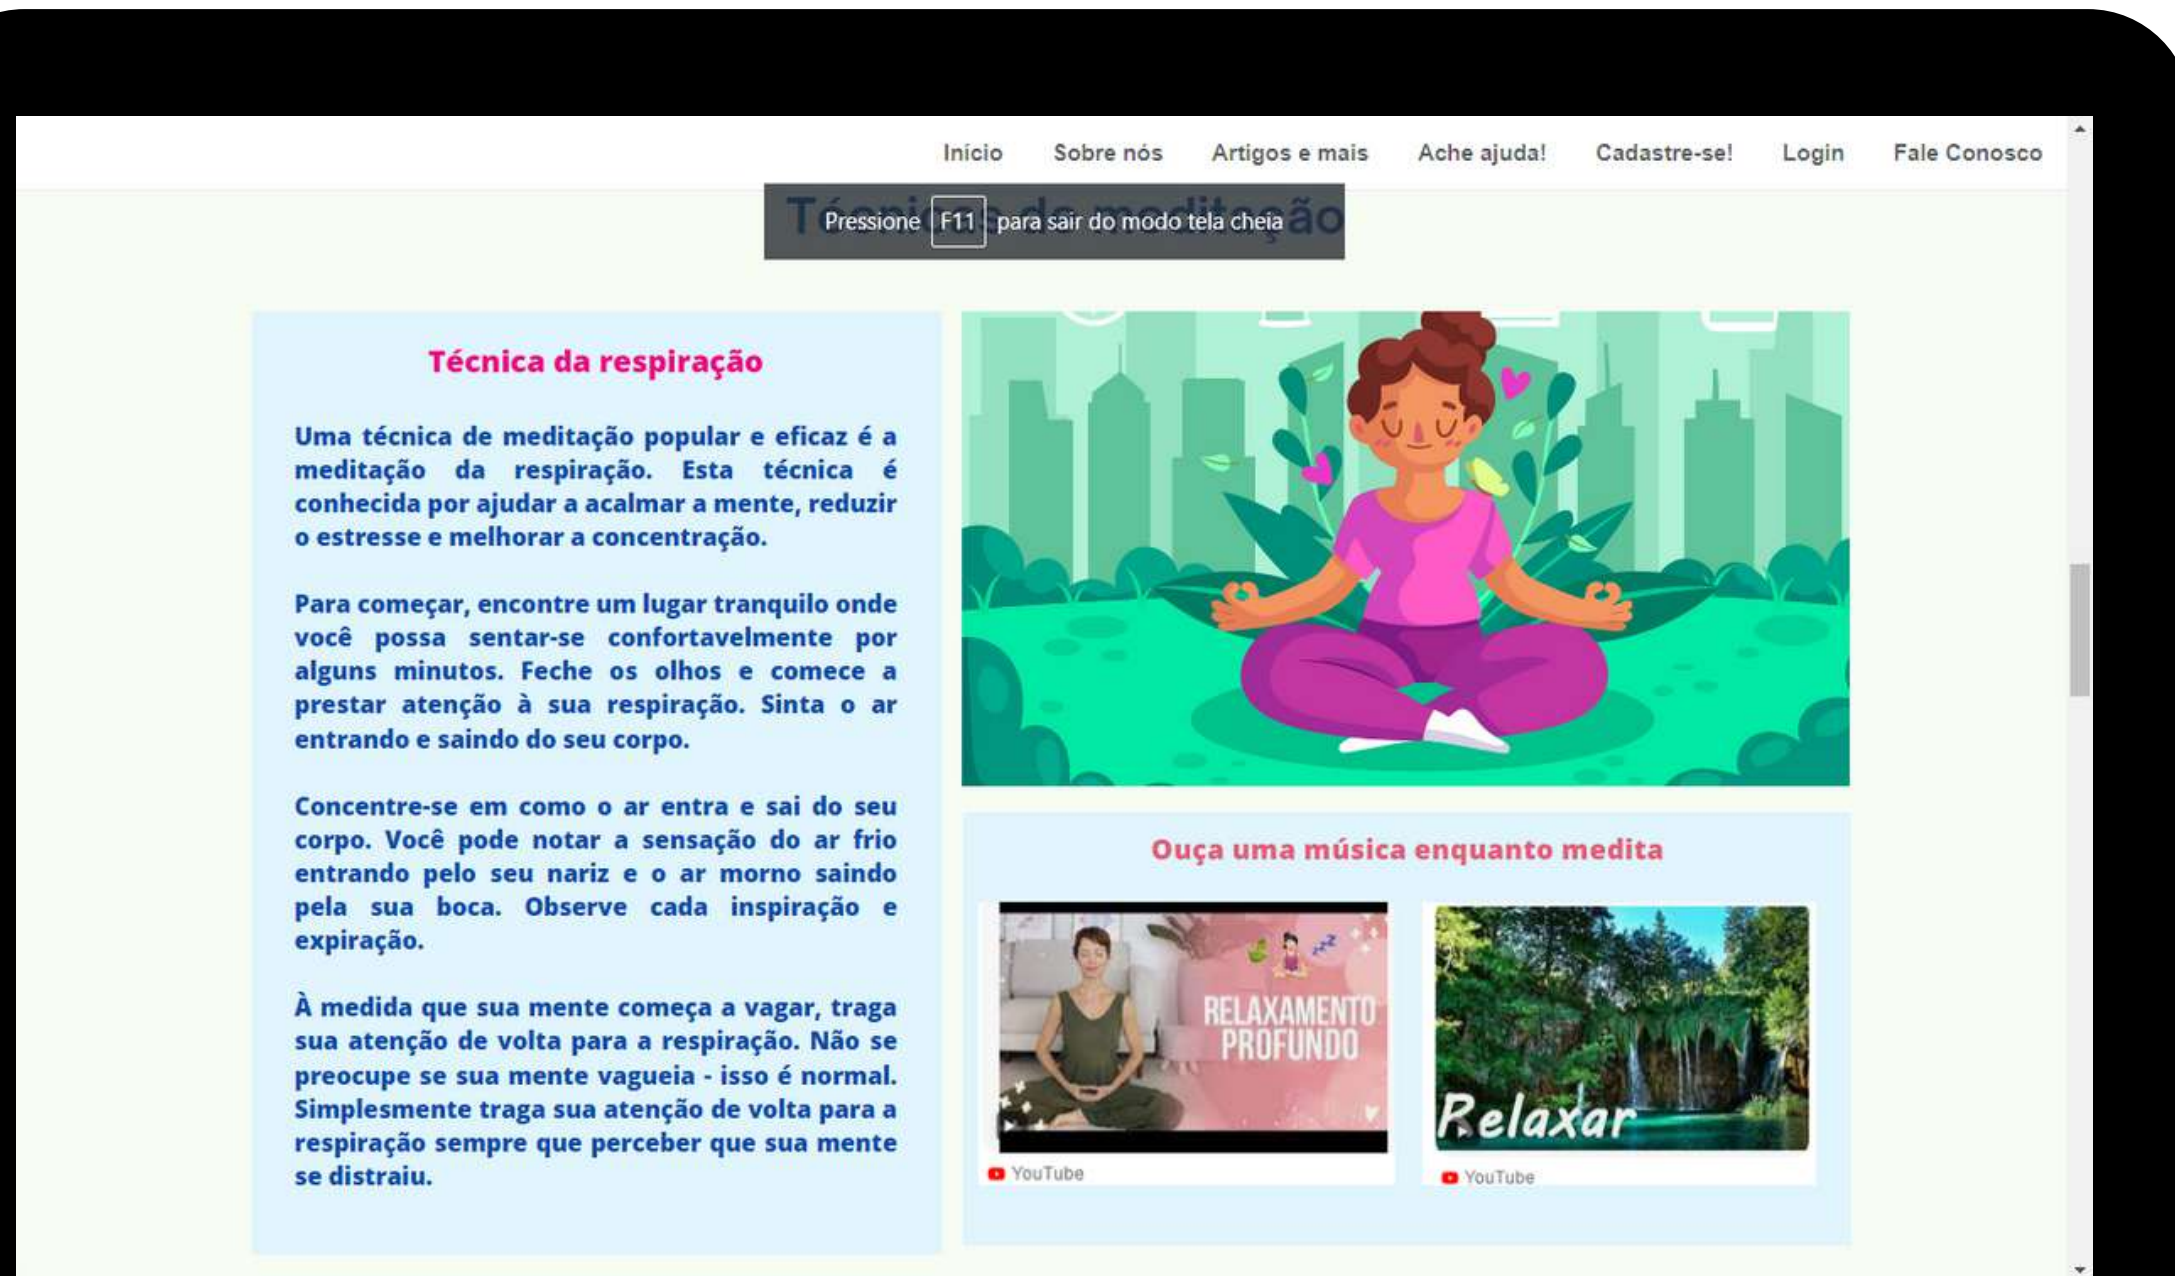 Início Sobre nós Artigos e mais Ache ajuda! Cadastre-se! Login Fale Conosco
Técnicas de meditação
Pressione F11 para sair do modo tela cheia
Técnica da respiração
Uma técnica de meditação popular e eficaz é a
meditação da respiração. Esta técnica é
conhecida por ajudar a acalmar a mente, reduzir
o estresse e melhorar a concentração.
Para começar, encontre um lugar tranquilo onde
você possa sentar-se confortavelmente por
alguns minutos. Feche os olhos e comece a
prestar atenção à sua respiração. Sinta o ar
entrando e saindo do seu corpo.
Concentre-se em como o ar entra e sai do seu
corpo. Você pode notar a sensação do ar frio
entrando pelo seu nariz e o ar morno saindo
pela sua boca. Observe cada inspiração e
expiração.
À medida que sua mente começa a vagar, traga
sua atenção de volta para a respiração. Não se
preocupe se sua mente vagueia - isso é normal.
Simplesmente traga sua atenção de volta para a
respiração sempre que perceber que sua mente
se distraiu.
Ouça uma música enquanto medita
RELAXAMENTO
PROFUNDO
YouTube
Relaxar
YouTube